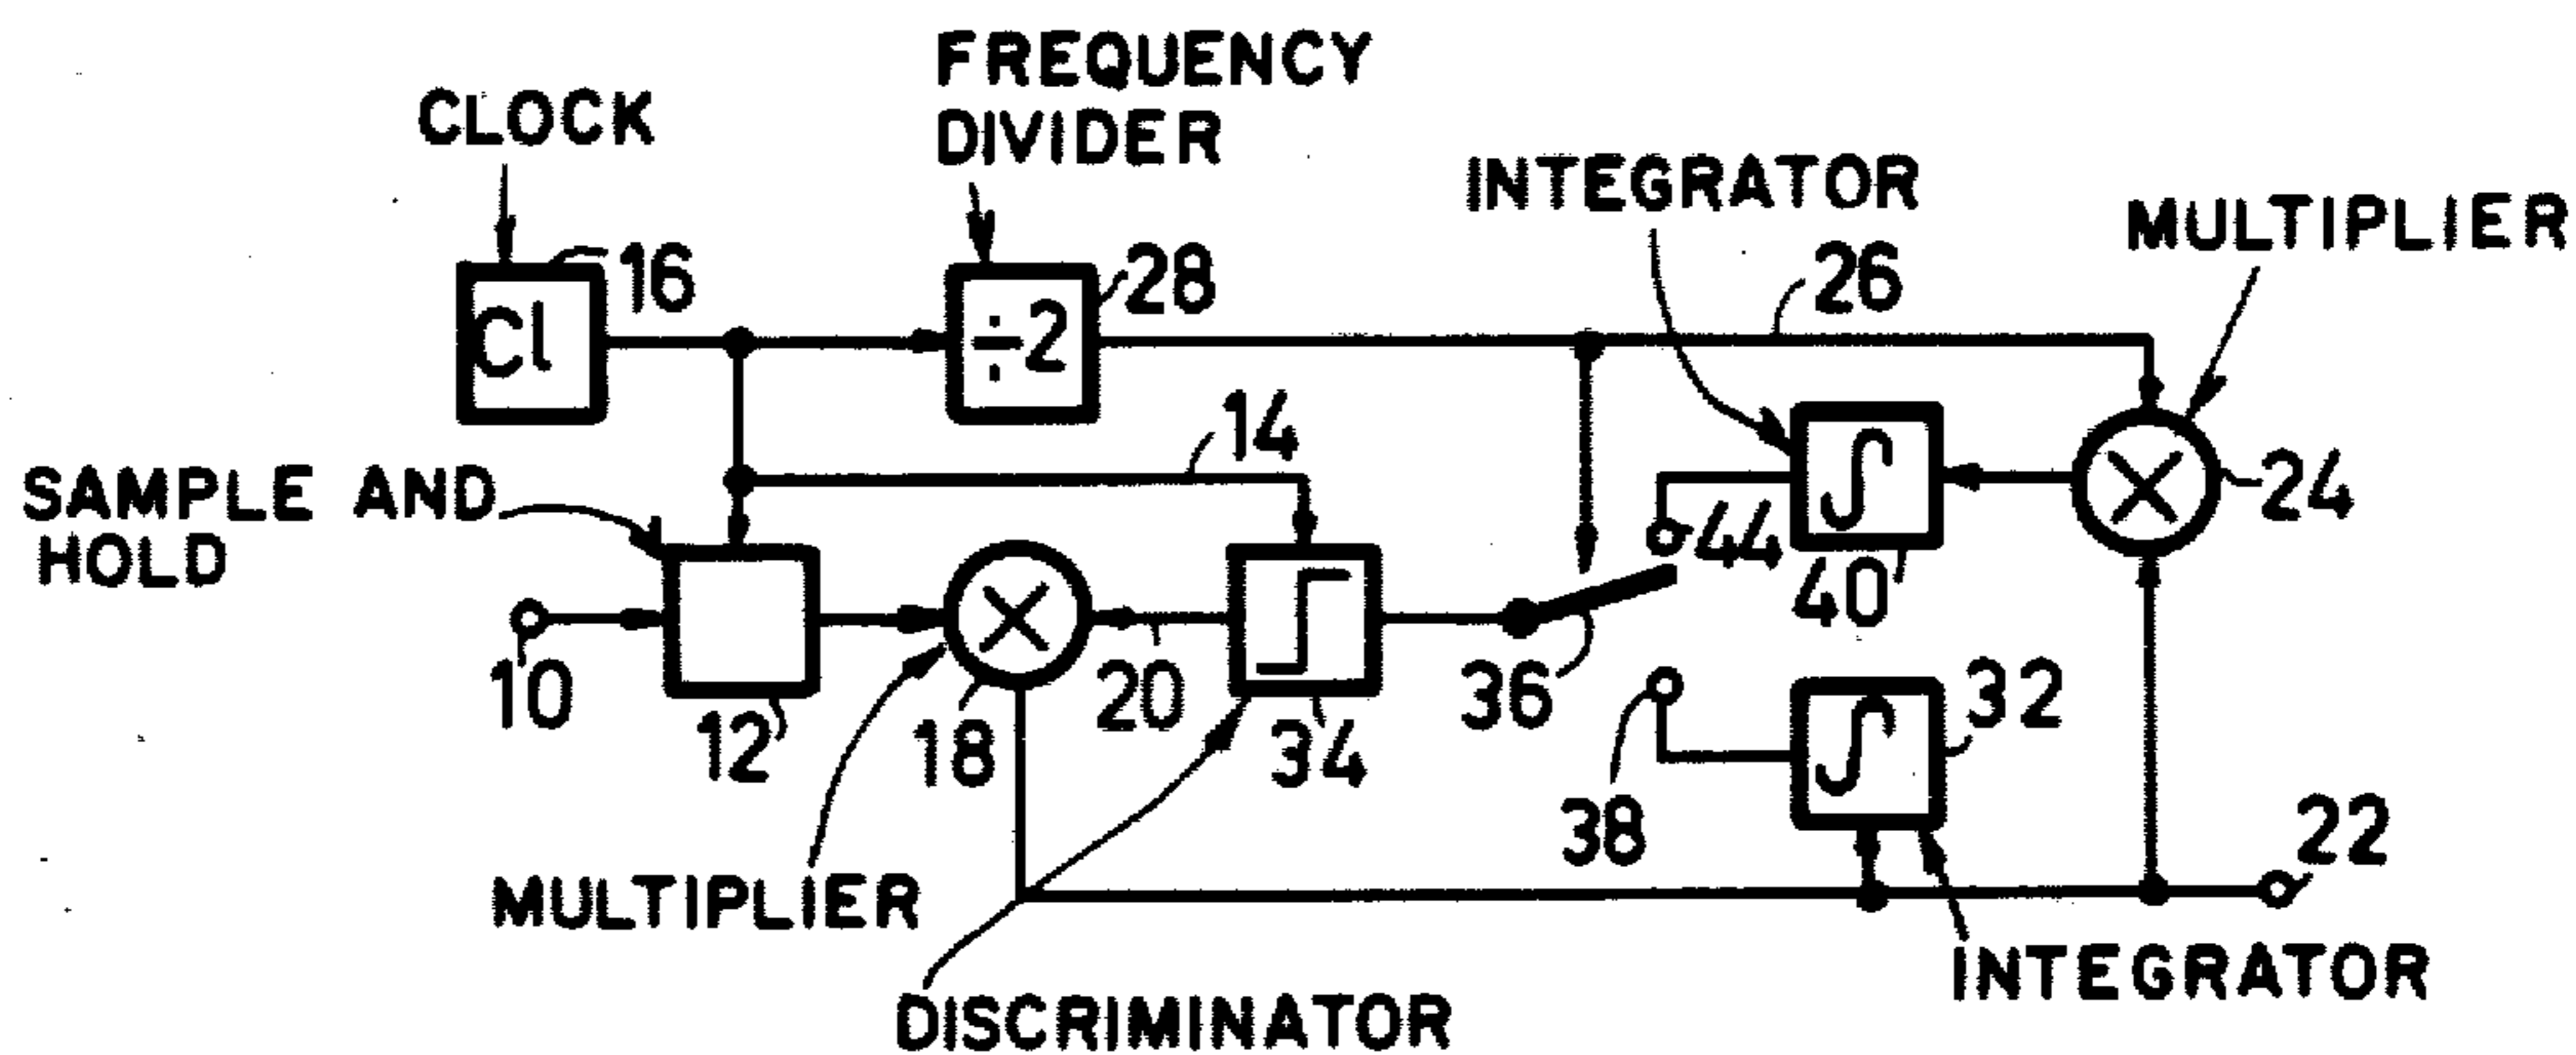 FREQUENCY
DIVIDER
CLOCK
INTEGRATOR
MULTIPLIER
16
28
26
Cl
÷2
14
SAMPLE AND
HOLD
∫
×
24
44
40
×
10
12
18
20
34
36
38
∫
32
22
MULTIPLIER
INTEGRATOR
DISCRIMINATOR